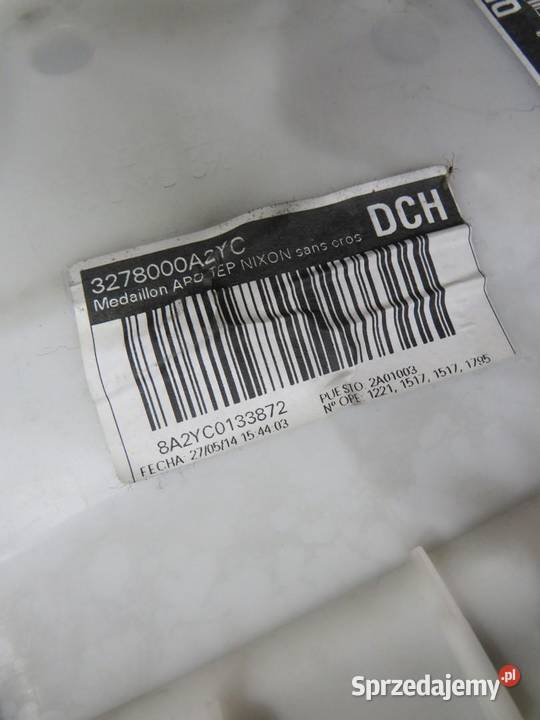 3278000A2YC
Medaillon ARD TEP NIXON sans cros
DCH
8A2YC0133872
FECHA: 27/05/14 15.44.03
PUESTO: 2A01003
Nº OPE: 1221, 1517, 1517, 1795
Sprzedajemy.pl